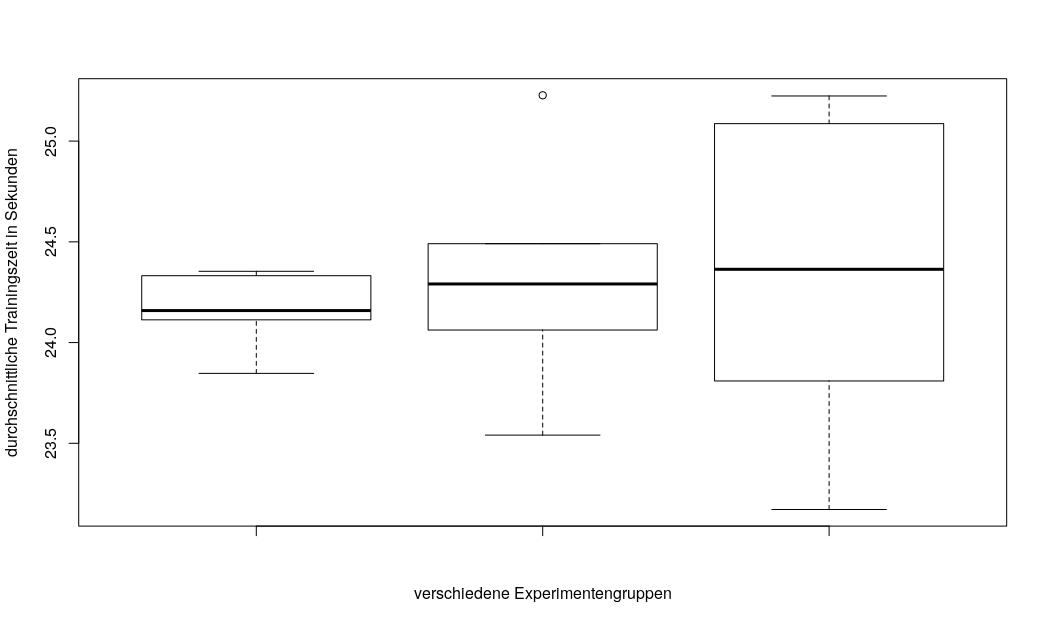 durchschnittliche Trainingszeit in Sekunden
25.0
24.5
24.0
23.5
verschiedene Experimentengruppen